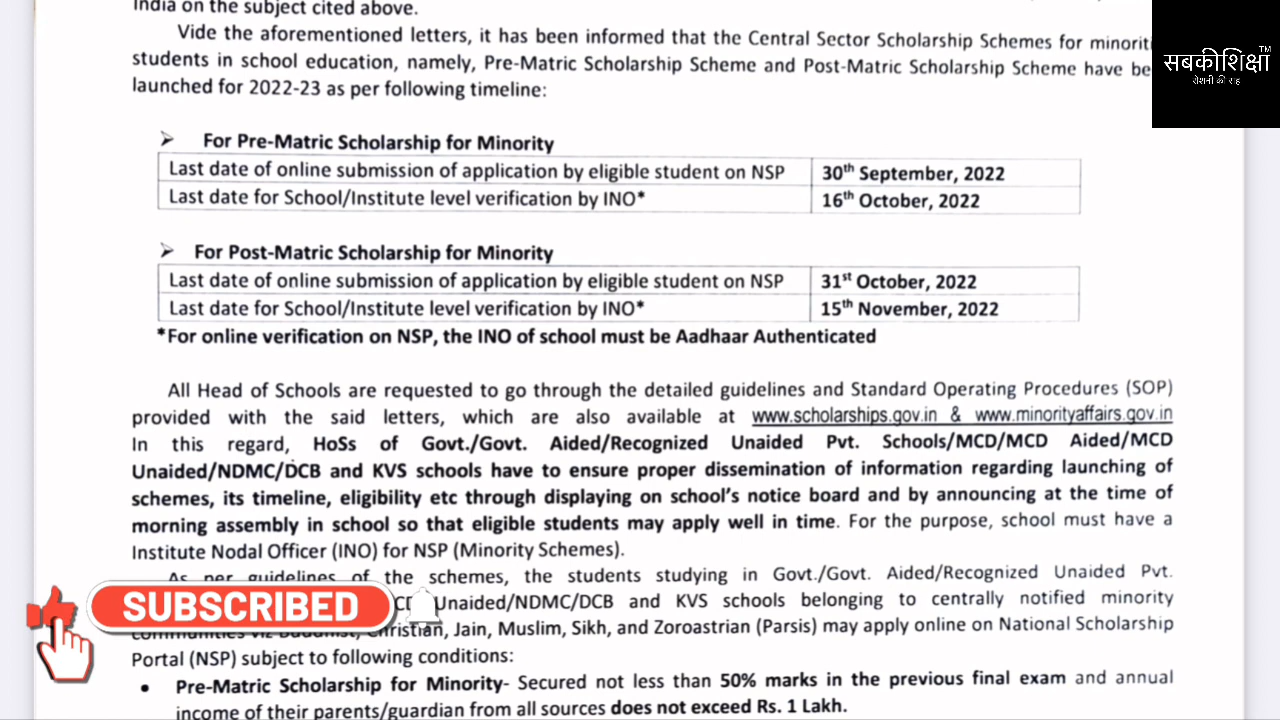 India on the subject cited above.
Vide the aforementioned letters, it has been informed that the Central Sector Scholarship Schemes for
students in school education, namely, Pre-Matric Scholarship Scheme and Post-Matric Scholarship Scheme have
launched for 2022-23 as per following timeline:
सबकीशिक्षा TM
रोशनी की राह
➢ For Pre-Matric Scholarship for Minority
Last date of online submission of application by eligible student on NSP 30th September, 2022
Last date for School/Institute level verification by INO* 16th October, 2022
➢ For Post-Matric Scholarship for Minority
Last date of online submission of application by eligible student on NSP 31st October, 2022
Last date for School/Institute level verification by INO* 15th November, 2022
*For online verification on NSP, the INO of school must be Aadhaar Authenticated
All Head of Schools are requested to go through the detailed guidelines and Standard Operating Procedures (SOP)
provided with the said letters, which are also available at www.scholarships.gov.in & www.minorityaffairs.gov.in
In this regard, HoSs of Govt./Govt. Aided/Recognized Unaided Pvt. Schools/MCD/MCD Aided/MCD
Unaided/NDMC/DCB and KVS schools have to ensure proper dissemination of information regarding launching of
schemes, its timeline, eligibility etc through displaying on school's notice board and by announcing at the time of
morning assembly in school so that eligible students may apply well in time. For the purpose, school must have a
Institute Nodal Officer (INO) for NSP (Minority Schemes).
As per guidelines of the schemes, the students studying in Govt./Govt. Aided/Recognized Unaided Pvt.
Unaided/NDMC/DCB and KVS schools belonging to centrally notified minority
Christian, Jain, Muslim, Sikh, and Zoroastrian (Parsis) may apply online on National Scholarship
Portal (NSP) subject to following conditions:
SUBSCRIBED
• Pre-Matric Scholarship for Minority- Secured not less than 50% marks in the previous final exam and annual
income of their parents/guardian from all sources does not exceed Rs. 1 Lakh.